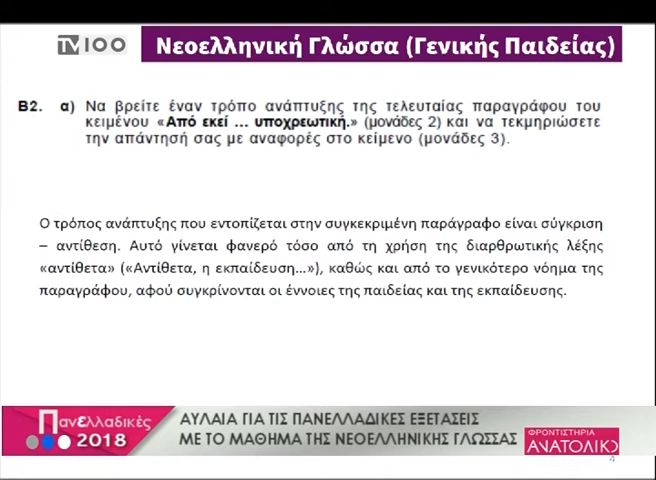 TV100
Νεοελληνική Γλώσσα (Γενικής Παιδείας)
Β2. α) Να βρείτε έναν τρόπο ανάπτυξης της τελευταίας παραγράφου του
κειμένου «Από εκεί ... υποχρεωτική.» (μονάδες 2) και να τεκμηριώσετε
την απάντησή σας με αναφορές στο κείμενο (μονάδες 3).
Ο τρόπος ανάπτυξης που εντοπίζεται στην συγκεκριμένη παράγραφο είναι σύγκριση
– αντίθεση. Αυτό γίνεται φανερό τόσο από τη χρήση της διαρθρωτικής λέξης
«αντίθετα» («Αντίθετα, η εκπαίδευση...»), καθώς και από το γενικότερο νόημα της
παραγράφου, αφού συγκρίνονται οι έννοιες της παιδείας και της εκπαίδευσης.
Πανελλαδικές
2018
ΑΥΛΑΙΑ ΓΙΑ ΤΙΣ ΠΑΝΕΛΛΑΔΙΚΕΣ ΕΞΕΤΑΣΕΙΣ
ΜΕ ΤΟ ΜΑΘΗΜΑ ΤΗΣ ΝΕΟΕΛΛΗΝΙΚΗΣ ΓΛΩΣΣΑΣ
ΦΡΟΝΤΙΣΤΗΡΙΑ
ΑΝΑΤΟΛΙΚΟ
4